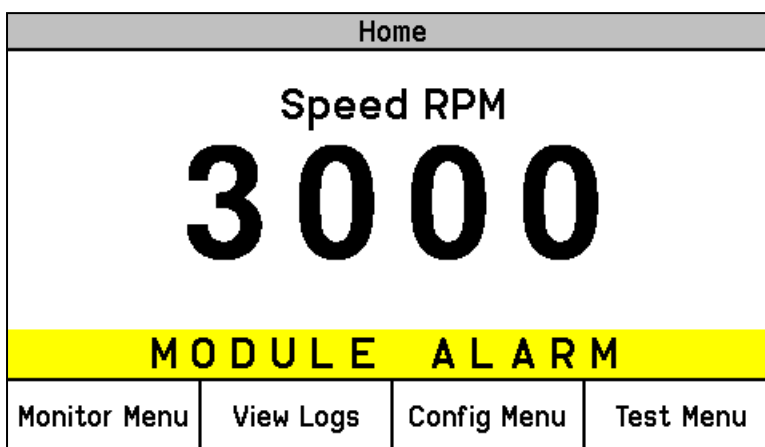 Home
Speed RPM
3000
MODULE ALARM
Monitor Menu View Logs Config Menu Test Menu